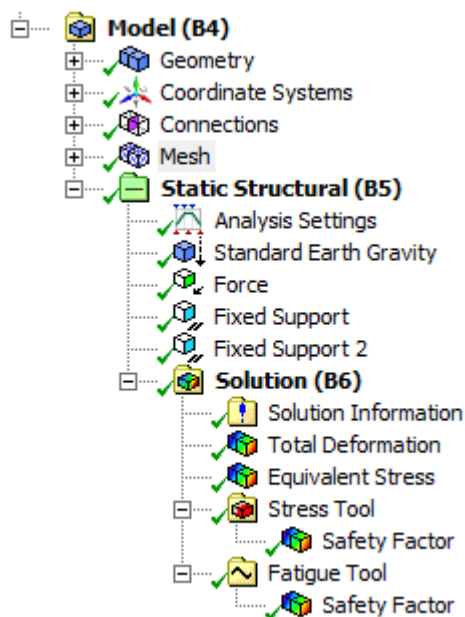 Model (B4)
Geometry
Coordinate Systems
Connections
Mesh
Static Structural (B5)
Analysis Settings
Standard Earth Gravity
Force
Fixed Support
Fixed Support 2
Solution (B6)
Solution Information
Total Deformation
Equivalent Stress
Stress Tool
Safety Factor
Fatigue Tool
Safety Factor